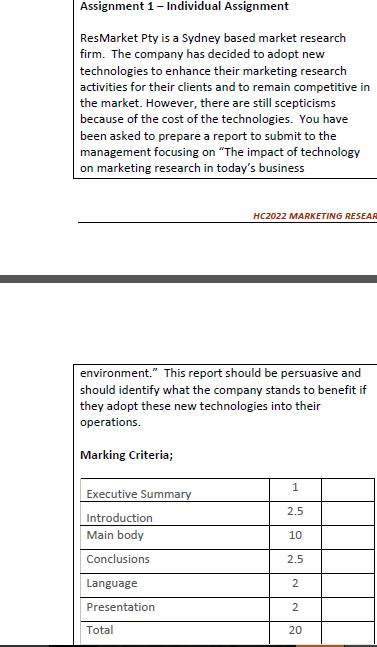 Assignment 1 – Individual Assignment
ResMarket Pty is a Sydney based market research
firm.  The company has decided to adopt new
technologies to enhance their marketing research
activities for their clients and to remain competitive in
the market. However, there are still scepticisms
because of the cost of the technologies.  You have
been asked to prepare a report to submit to the
management focusing on “The impact of technology
on marketing research in today’s business
HC2022 MARKETING RESEAR
environment.”  This report should be persuasive and
should identify what the company stands to benefit if
they adopt these new technologies into their
operations.
Marking Criteria;
Executive Summary 1
Introduction 2.5
Main body 10
Conclusions 2.5
Language 2
Presentation 2
Total 20